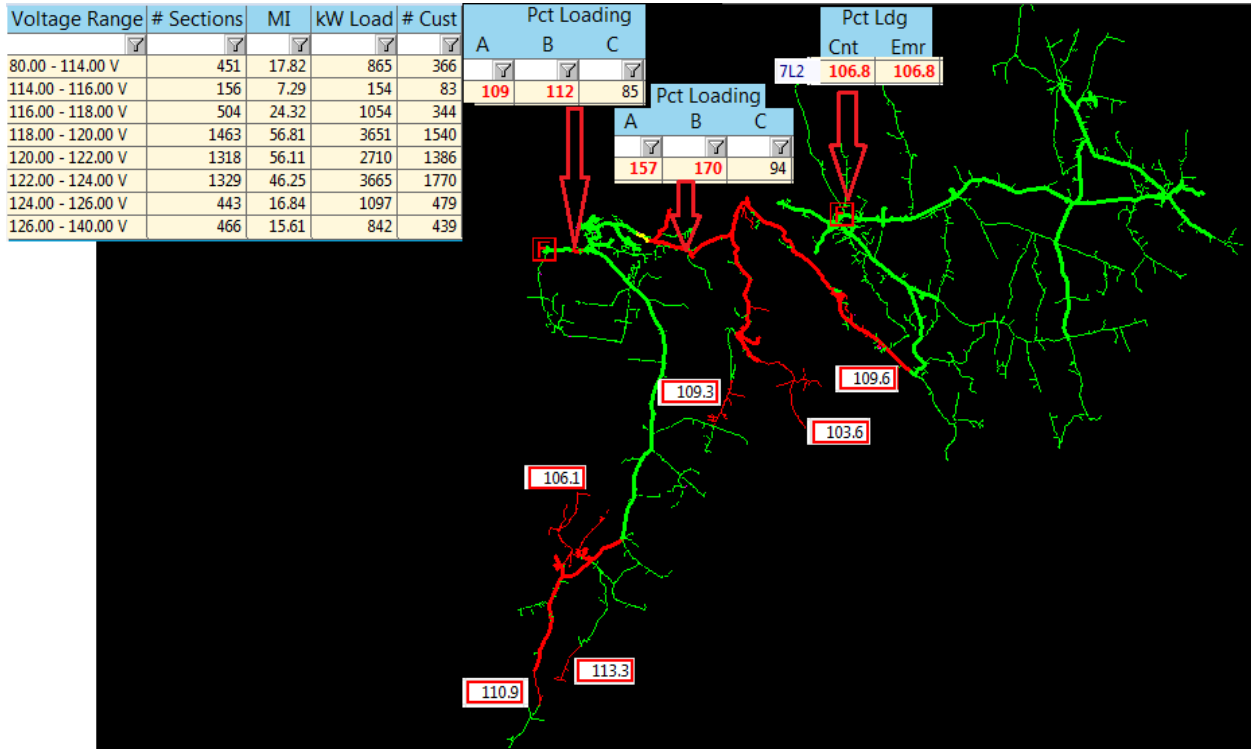 Voltage Range # Sections MI kW Load # Cust
80.00 - 114.00 V 451 17.82 865 366
114.00 - 116.00 V 156 7.29 154 83
116.00 - 118.00 V 504 24.32 1054 344
118.00 - 120.00 V 1463 56.81 3651 1540
120.00 - 122.00 V 1318 56.11 2710 1386
122.00 - 124.00 V 1329 46.25 3665 1770
124.00 - 126.00 V 443 16.84 1097 479
126.00 - 140.00 V 466 15.61 842 439
Pct Loading
A B C
109 112 85
Pct Loading
A B C
157 170 94
Pct Ldg
Cnt Emr
7L2 106.8 106.8
F
F
109.3
109.6
103.6
106.1
113.3
110.9